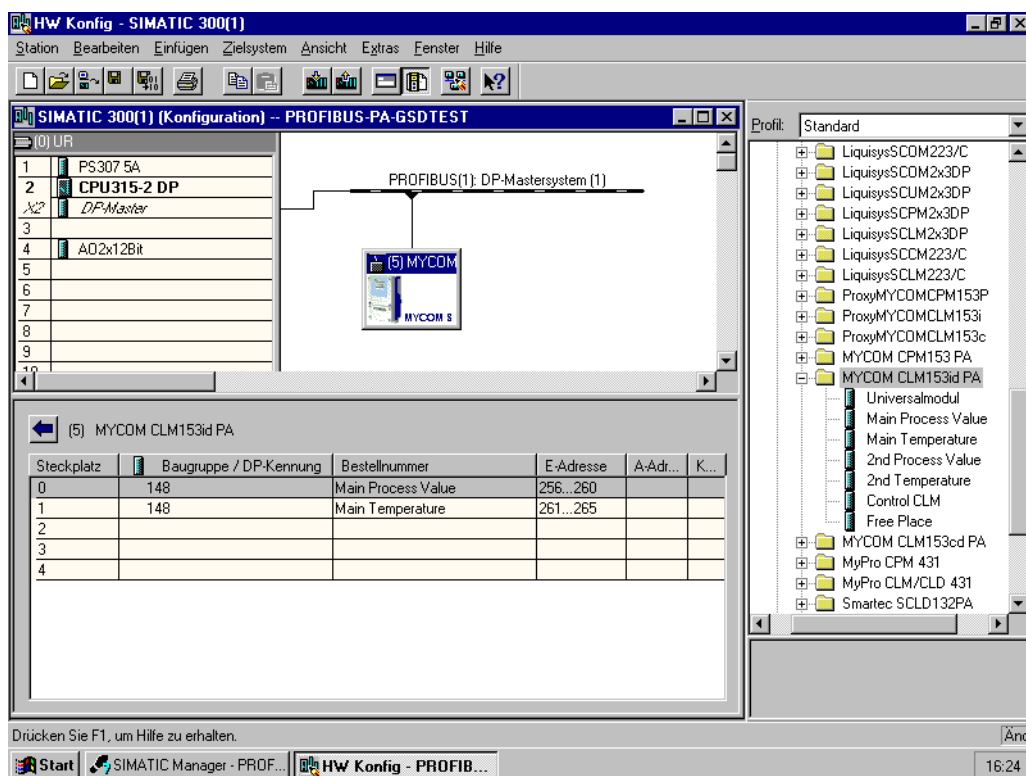 HW Konfig - SIMATIC 300(1)
Station Bearbeiten Einfügen Zielsystem Ansicht Extras Fenster Hilfe
SIMATIC 300(1) (Konfiguration) -- PROFIBUS-PA-GSDTEST
(0) UR
1 PS307 5A
2 CPU315-2 DP
X2 DP-Master
3
4 AO2x12Bit
5
6
7
8
9
10
PROFIBUS(1): DP-Mastersystem (1)
(5) MYCOM
MYCOM S
(5) MYCOM CLM153id PA
Steckplatz Baugruppe / DP-Kennung Bestellnummer E-Adresse A-Adr... K...
0 148 Main Process Value 256...260
1 148 Main Temperature 261...265
2
3
4
Profil: Standard
LiquisysSCOM223/C
LiquisysSCOM2x3DP
LiquisysSCUM2x3DP
LiquisysSCPM2x3DP
LiquisysSCLM2x3DP
LiquisysSCCM223/C
LiquisysSCLM223/C
ProxyMYCOMCPM153P
ProxyMYCOMCLM153i
ProxyMYCOMCLM153c
MYCOM CPM153 PA
MYCOM CLM153id PA
Universalmodul
Main Process Value
Main Temperature
2nd Process Value
2nd Temperature
Control CLM
Free Place
MYCOM CLM153cd PA
MyPro CPM 431
MyPro CLM/CLD 431
Smartec SCLD132PA
Drücken Sie F1, um Hilfe zu erhalten.
Änd
Start SIMATIC Manager - PROF... HW Konfig - PROFIB... 16:24